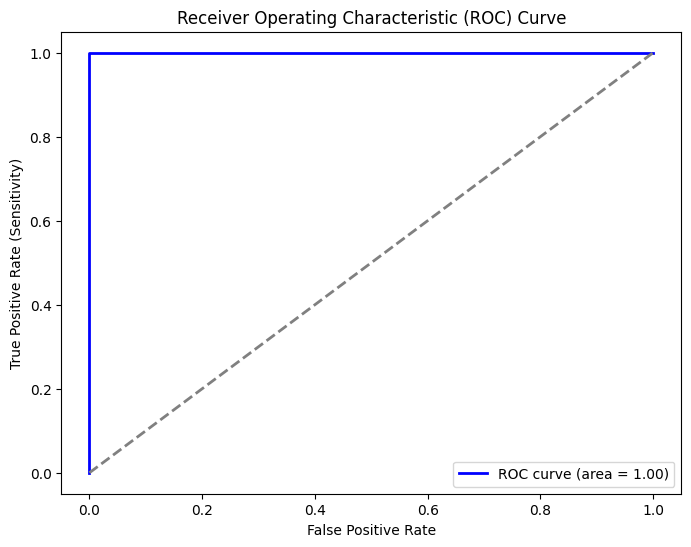 Receiver Operating Characteristic (ROC) Curve
1.0
0.8
0.6
0.4
0.2
0.0
True Positive Rate (Sensitivity)
ROC curve (area = 1.00)
0.0 0.2 0.4 0.6 0.8 1.0
False Positive Rate